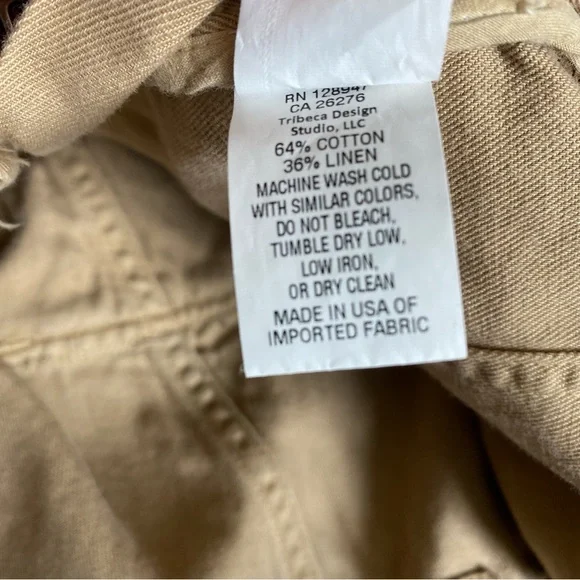 RN 128947
CA 26276
Tribeca Design
Studio, LLC
64% COTTON
36% LINEN
MACHINE WASH COLD
WITH SIMILAR COLORS,
DO NOT BLEACH,
TUMBLE DRY LOW,
LOW IRON,
OR DRY CLEAN
MADE IN USA OF
IMPORTED FABRIC